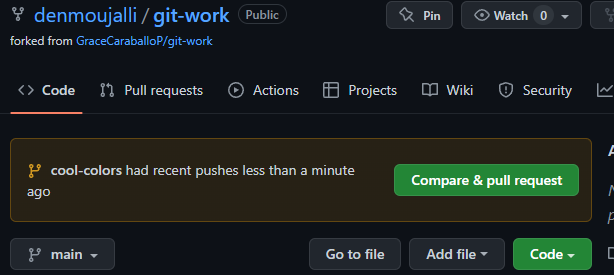 denmoujalli / git-work Public Pin Watch 0
forked from GraceCaraballoP/git-work
Code Pull requests Actions Projects Wiki Security
cool-colors had recent pushes less than a minute
ago
Compare & pull request
main Go to file Add file Code